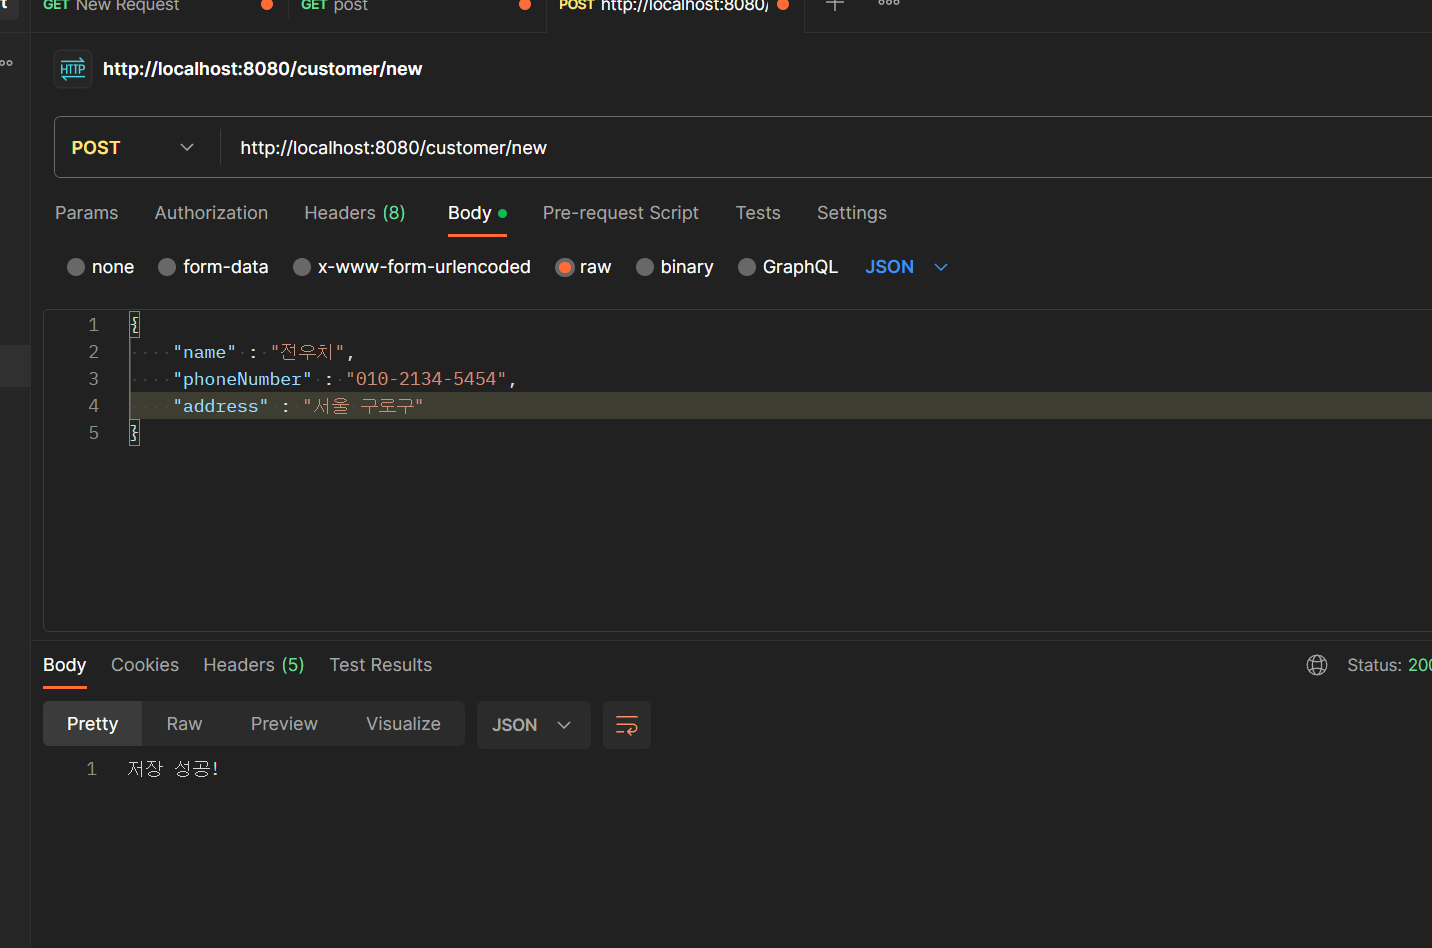 GET New Request GET post POST http://localhost:8080/
HTTP http://localhost:8080/customer/new
POST http://localhost:8080/customer/new
Params Authorization Headers (8) Body Pre-request Script Tests Settings
none form-data x-www-form-urlencoded raw binary GraphQL JSON
1 {
2 "name" : "전우치",
3 "phoneNumber" : "010-2134-5454",
4 "address" : "서울 구로구"
5 }
Body Cookies Headers (5) Test Results Status: 200
Pretty Raw Preview Visualize JSON
1 저장 성공!